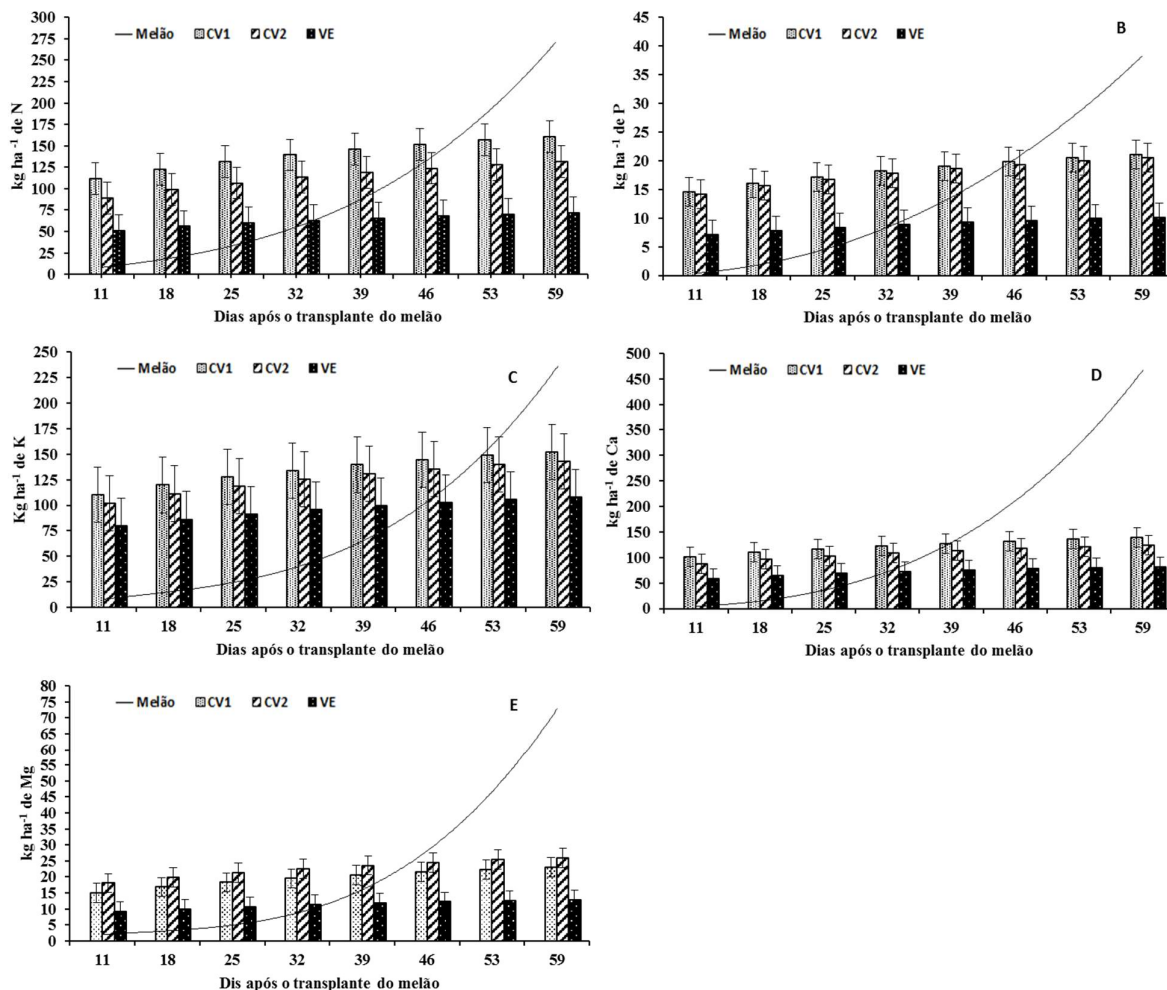 300
275
250
225
200
175
150
125
100
75
50
25
0
kg ha⁻¹ de N
Melão CV1 CV2 VE
11 18 25 32 39 46 53 59
Dias após o transplante do melão
45
40
35
30
25
20
15
10
5
0
kg ha⁻¹ de P
Melão CV1 CV2 VE
B
11 18 25 32 39 46 53 59
Dias após o transplante do melão
250
225
200
175
150
125
100
75
50
25
0
Kg ha⁻¹ de K
Melão CV1 CV2 VE
C
11 18 25 32 39 46 53 59
Dias após o transplante do melão
500
450
400
350
300
250
200
150
100
50
0
kg ha⁻¹ de Ca
Melão CV1 CV2 VE
D
11 18 25 32 39 46 53 59
Dias após o transplante do melão
80
75
70
65
60
55
50
45
40
35
30
25
20
15
10
5
0
kg ha⁻¹ de Mg
Melão CV1 CV2 VE
E
11 18 25 32 39 46 53 59
Dis após o transplante do melão